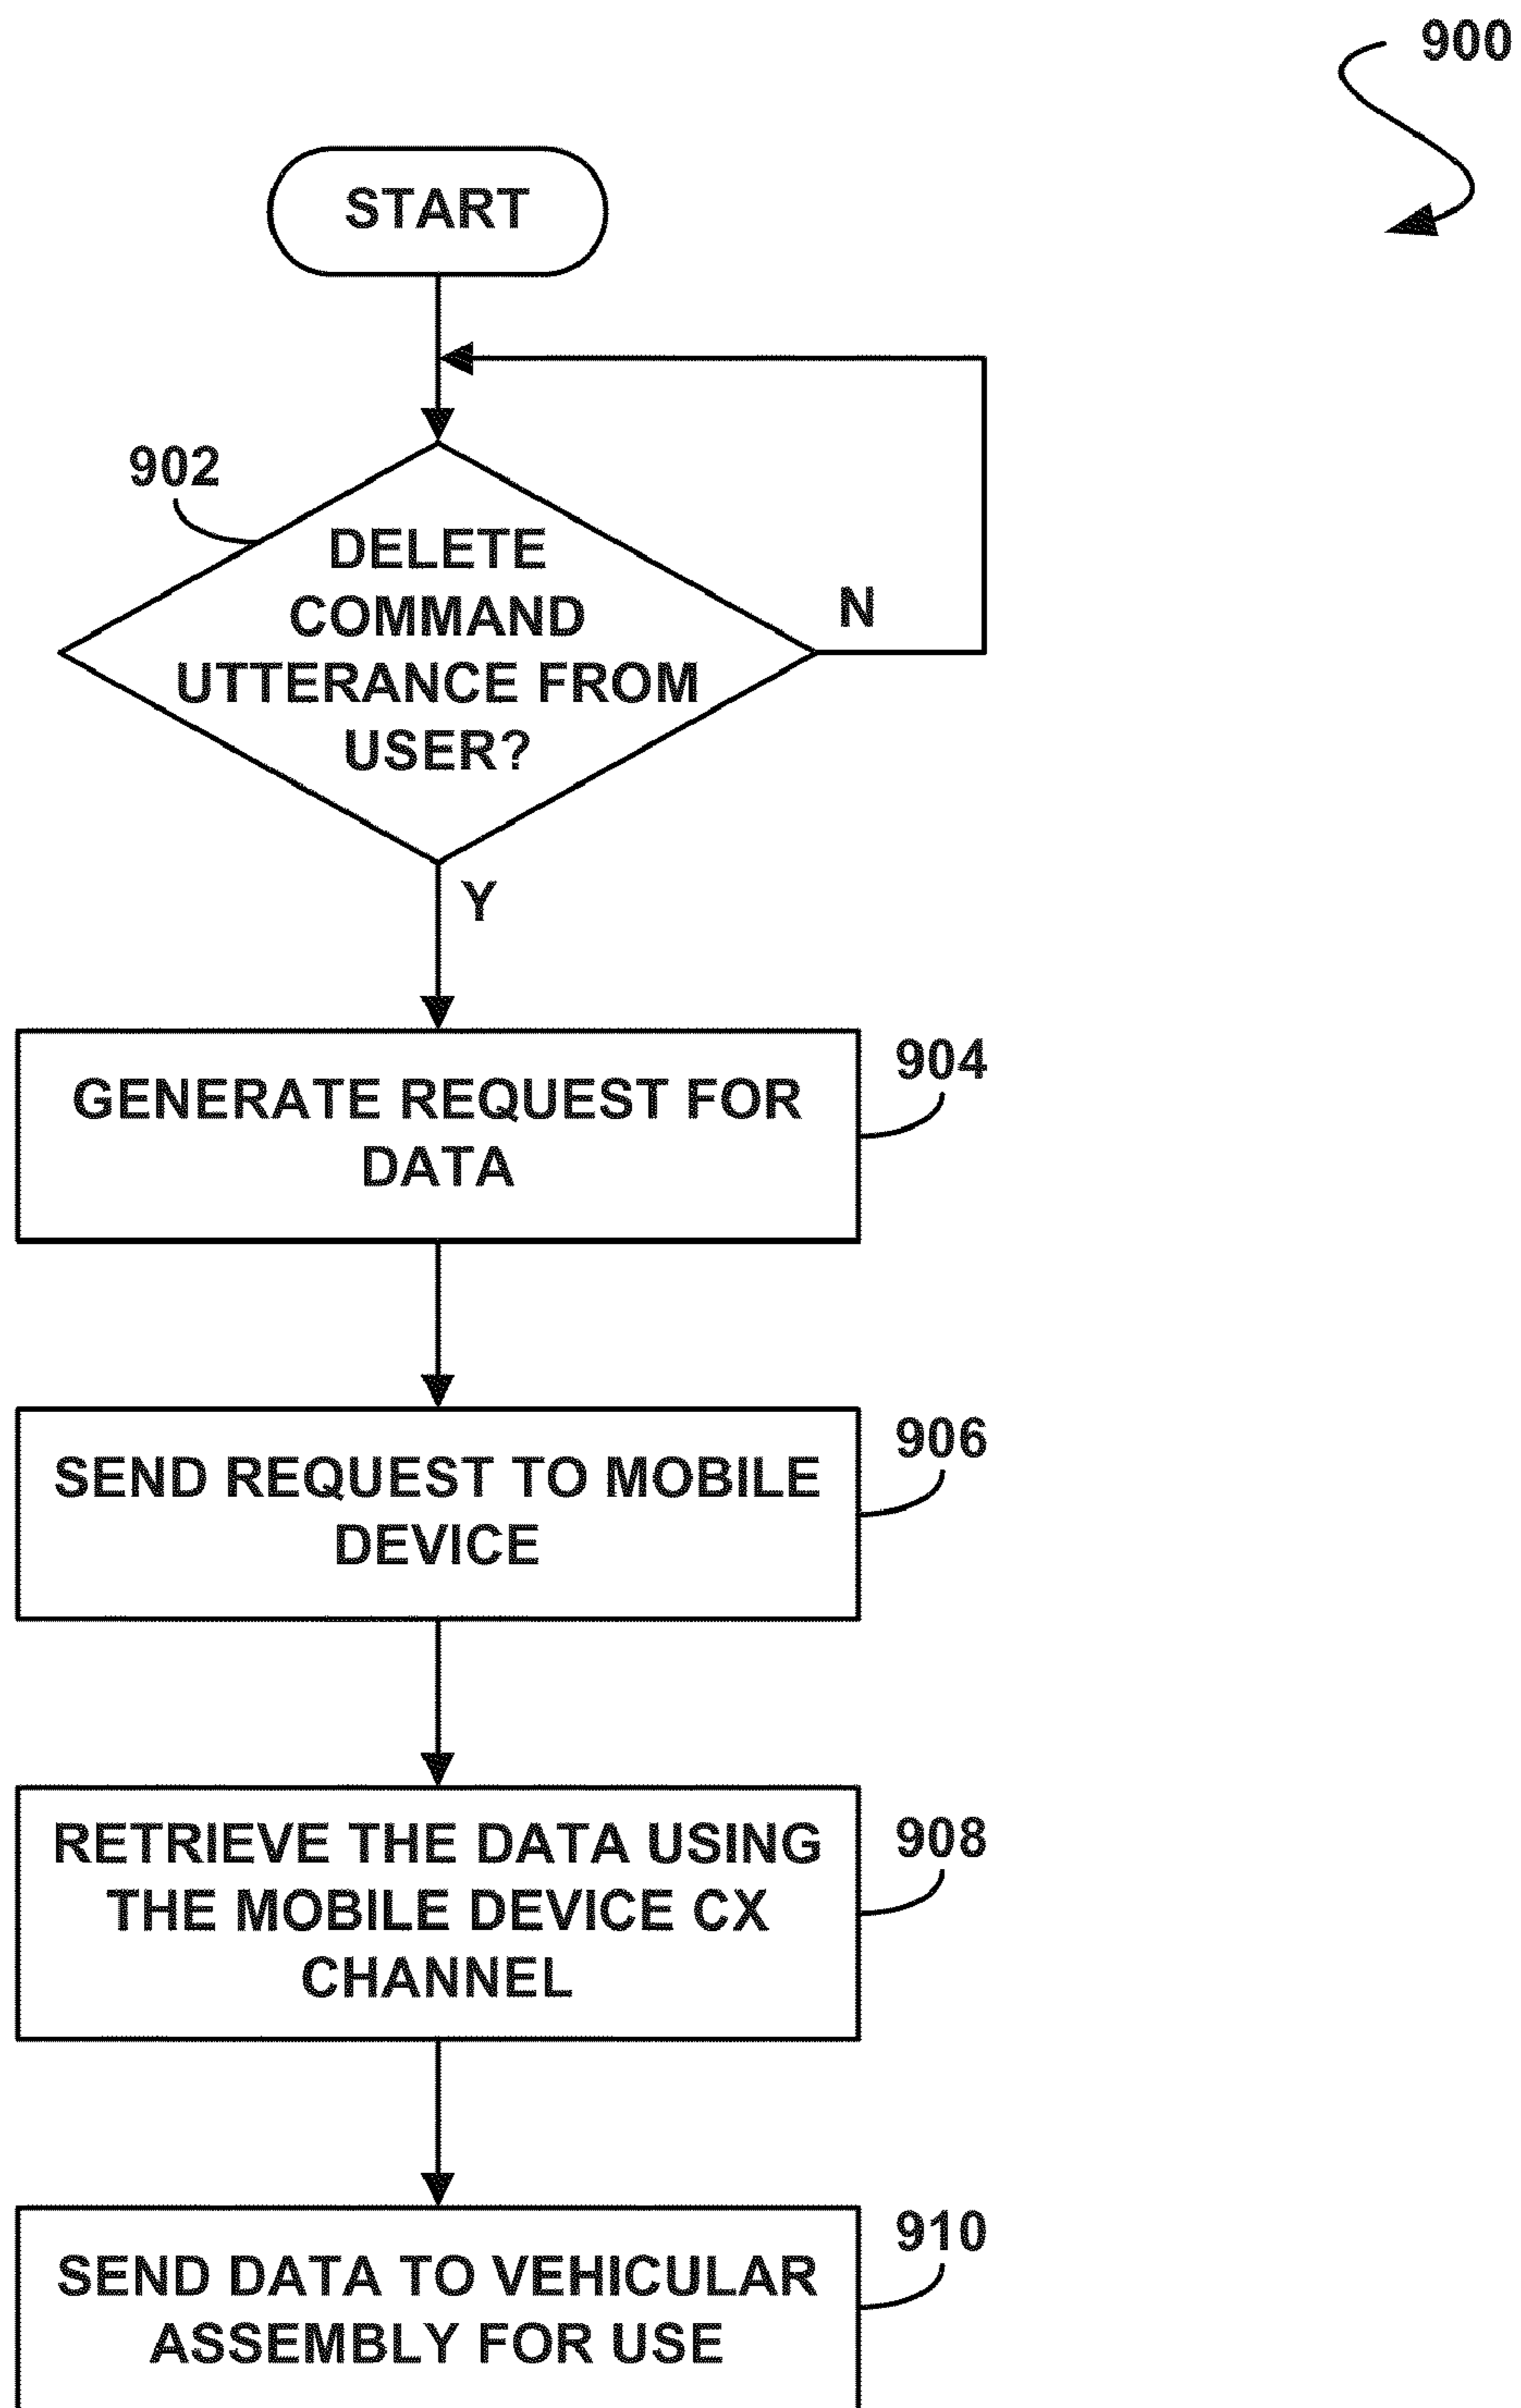 900
START
902
DELETE
COMMAND
UTTERANCE FROM
USER?
N
Y
904
GENERATE REQUEST FOR
DATA
906
SEND REQUEST TO MOBILE
DEVICE
908
RETRIEVE THE DATA USING
THE MOBILE DEVICE CX
CHANNEL
910
SEND DATA TO VEHICULAR
ASSEMBLY FOR USE